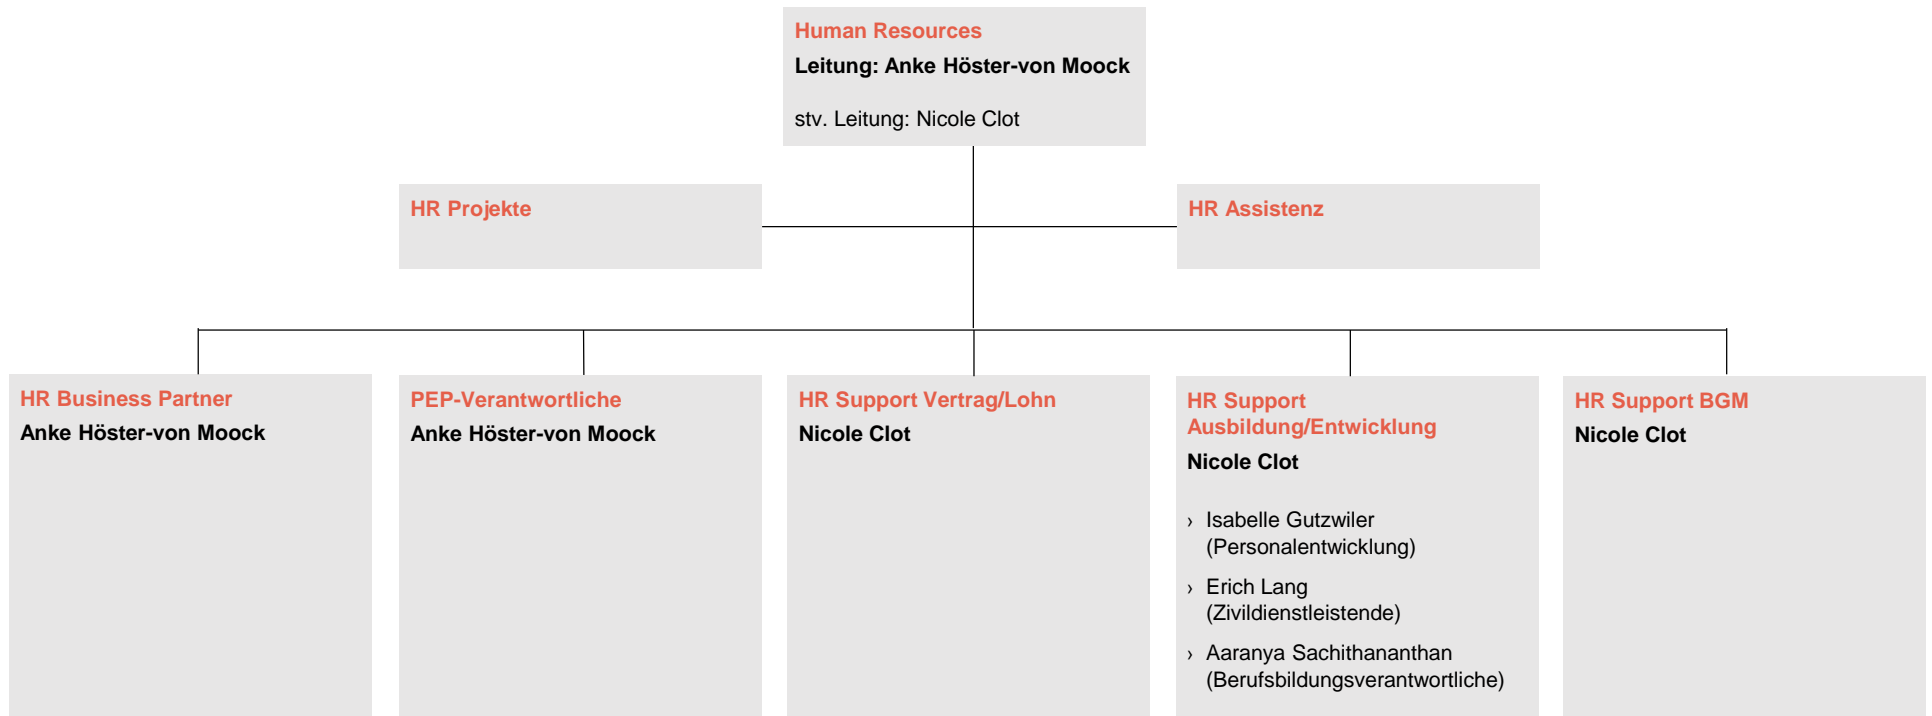 Human Resources
Leitung: Anke Höster-von Moock
stv. Leitung: Nicole Clot
HR Projekte
HR Assistenz
HR Business Partner
Anke Höster-von Moock
PEP-Verantwortliche
Anke Höster-von Moock
HR Support Vertrag/Lohn
Nicole Clot
HR Support
Ausbildung/Entwicklung
Nicole Clot
› Isabelle Gutzwiler
(Personalentwicklung)
› Erich Lang
(Zivildienstleistende)
› Aaranya Sachithananthan
(Berufsbildungsverantwortliche)
HR Support BGM
Nicole Clot